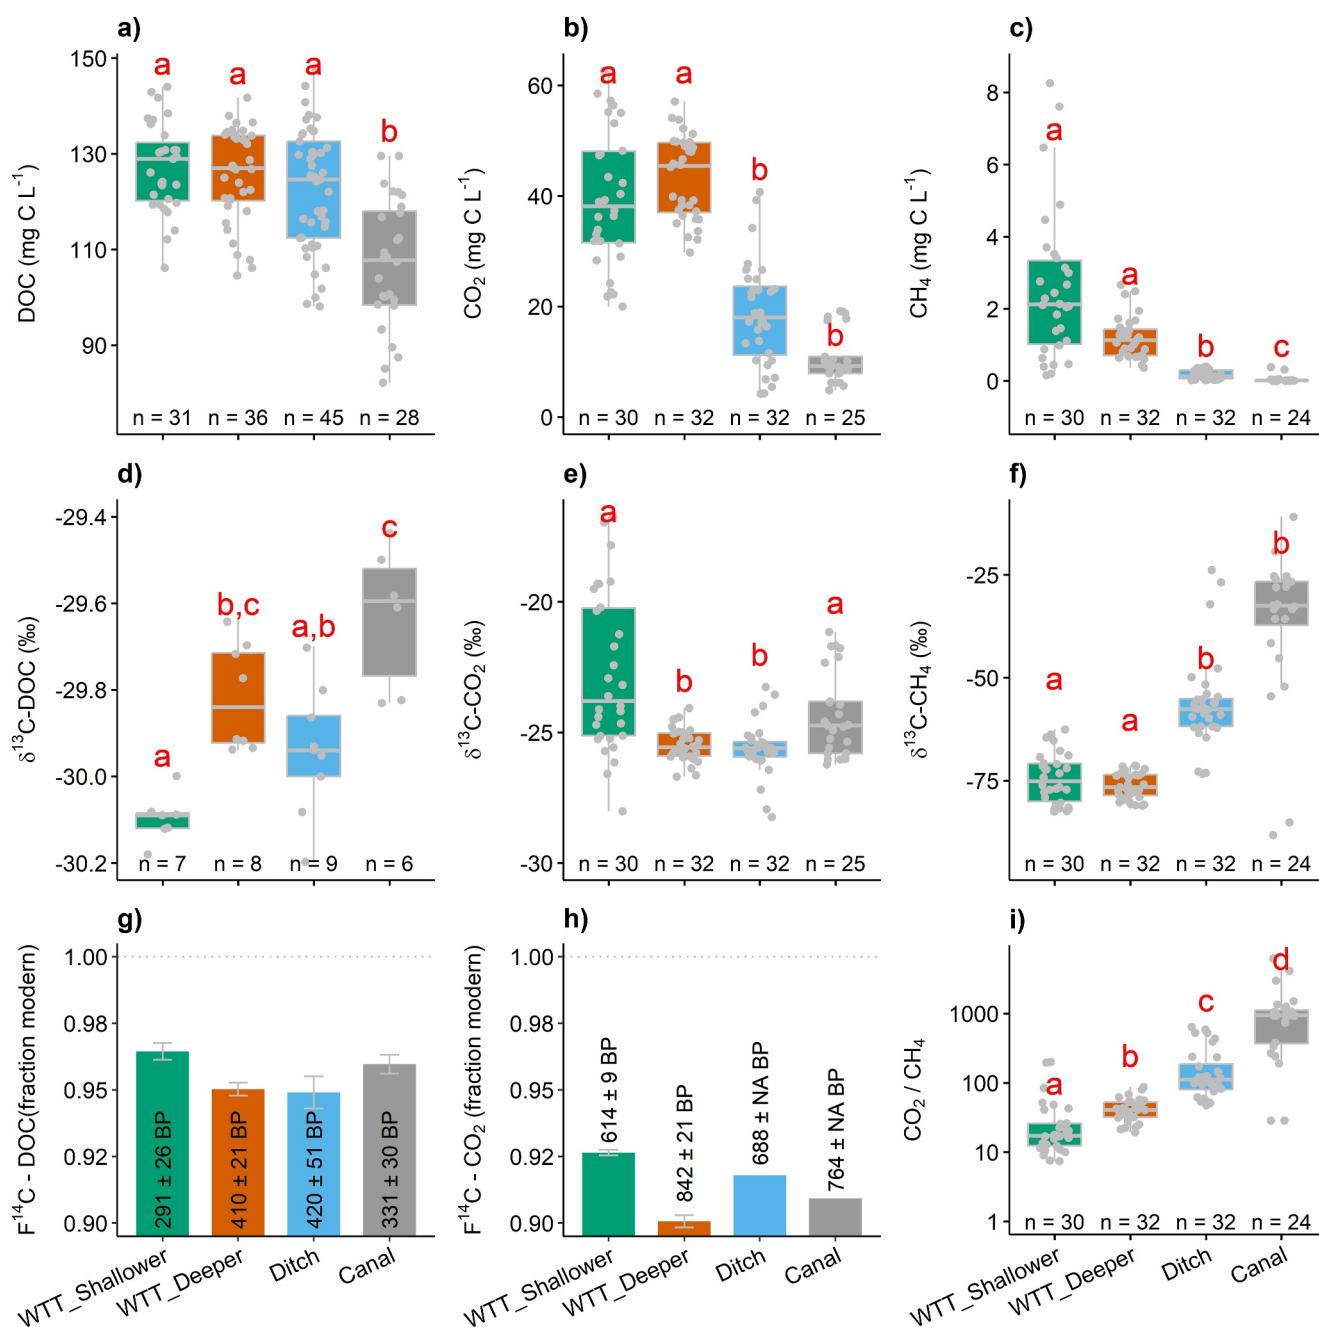 a)
DOC (mg C L⁻¹)
150
130
110
90
a
a
a
b
n = 31
n = 36
n = 45
n = 28
b)
CO₂ (mg C L⁻¹)
60
40
20
0
a
a
b
b
n = 30
n = 32
n = 32
n = 25
c)
CH₄ (mg C L⁻¹)
8
6
4
2
0
a
a
b
c
n = 30
n = 32
n = 32
n = 24
d)
δ¹³C-DOC (‰)
-29.4
-29.6
-29.8
-30.0
-30.2
a
b,c
a,b
c
n = 7
n = 8
n = 9
n = 6
e)
δ¹³C-CO₂ (‰)
-20
-25
-30
a
b
b
a
n = 30
n = 32
n = 32
n = 25
f)
δ¹³C-CH₄ (‰)
-25
-50
-75
a
a
b
b
n = 30
n = 32
n = 32
n = 24
g)
F¹⁴C - DOC(fraction modern)
1.00
0.98
0.95
0.92
0.90
291 ± 26 BP
410 ± 21 BP
420 ± 51 BP
331 ± 30 BP
WTT_Shallower
WTT_Deeper
Ditch
Canal
h)
F¹⁴C - CO₂ (fraction modern)
1.00
0.98
0.95
0.92
0.90
614 ± 9 BP
842 ± 21 BP
688 ± NA BP
764 ± NA BP
WTT_Shallower
WTT_Deeper
Ditch
Canal
i)
CO₂ / CH₄
1000
100
10
1
a
b
c
d
n = 30
n = 32
n = 32
n = 24
WTT_Shallower
WTT_Deeper
Ditch
Canal